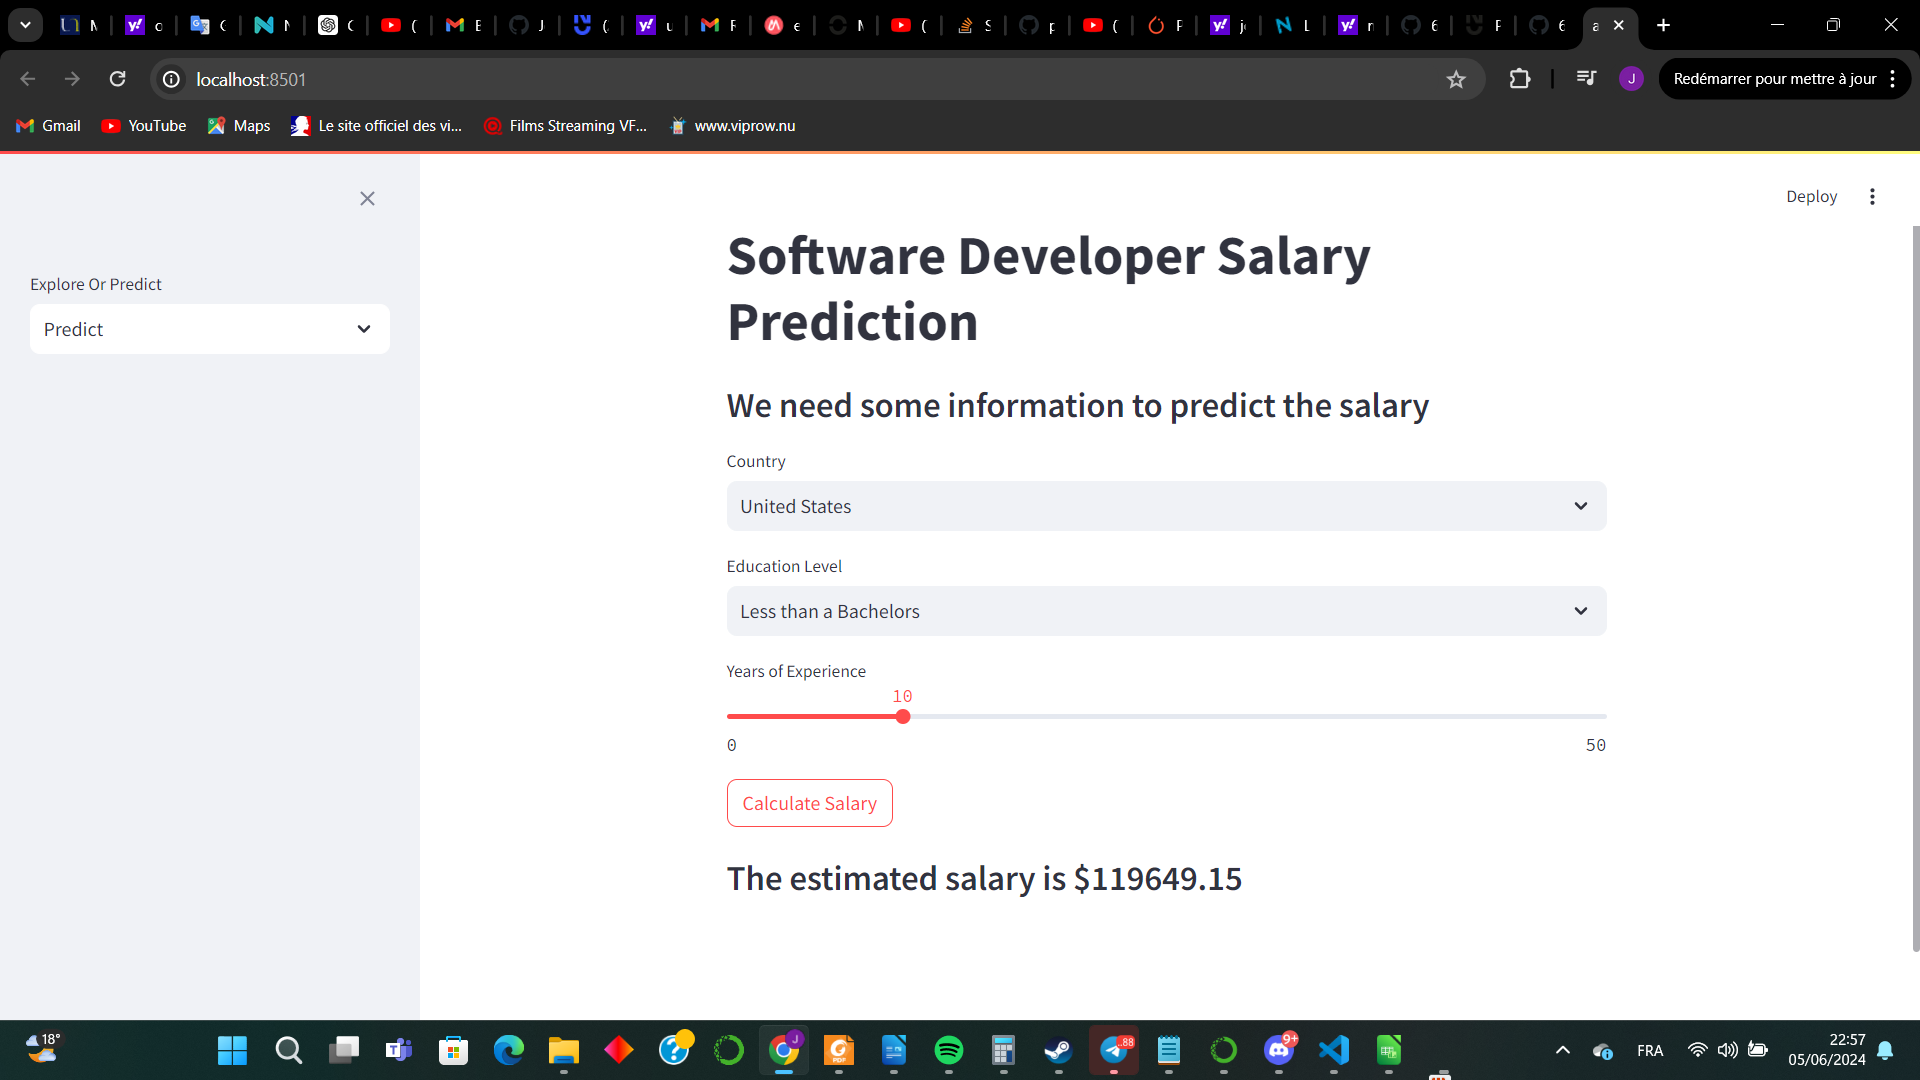 localhost:8501
Redémarrer pour mettre à jour
Gmail
YouTube
Maps
Le site officiel des vi...
Films Streaming VF...
www.viprow.nu
Deploy
Explore Or Predict
Predict
Software Developer Salary
Prediction
We need some information to predict the salary
Country
United States
Education Level
Less than a Bachelors
Years of Experience
10
0
50
Calculate Salary
The estimated salary is $119649.15
18°
FRA
22:57
05/06/2024